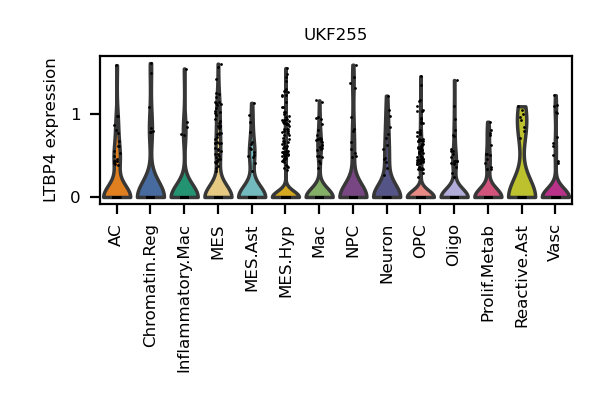 UKF255
LTBP4 expression
1
0
AC
Chromatin.Reg
Inflammatory.Mac
MES
MES.Ast
MES.Hyp
Mac
NPC
Neuron
OPC
Oligo
Prolif.Metab
Reactive.Ast
Vasc